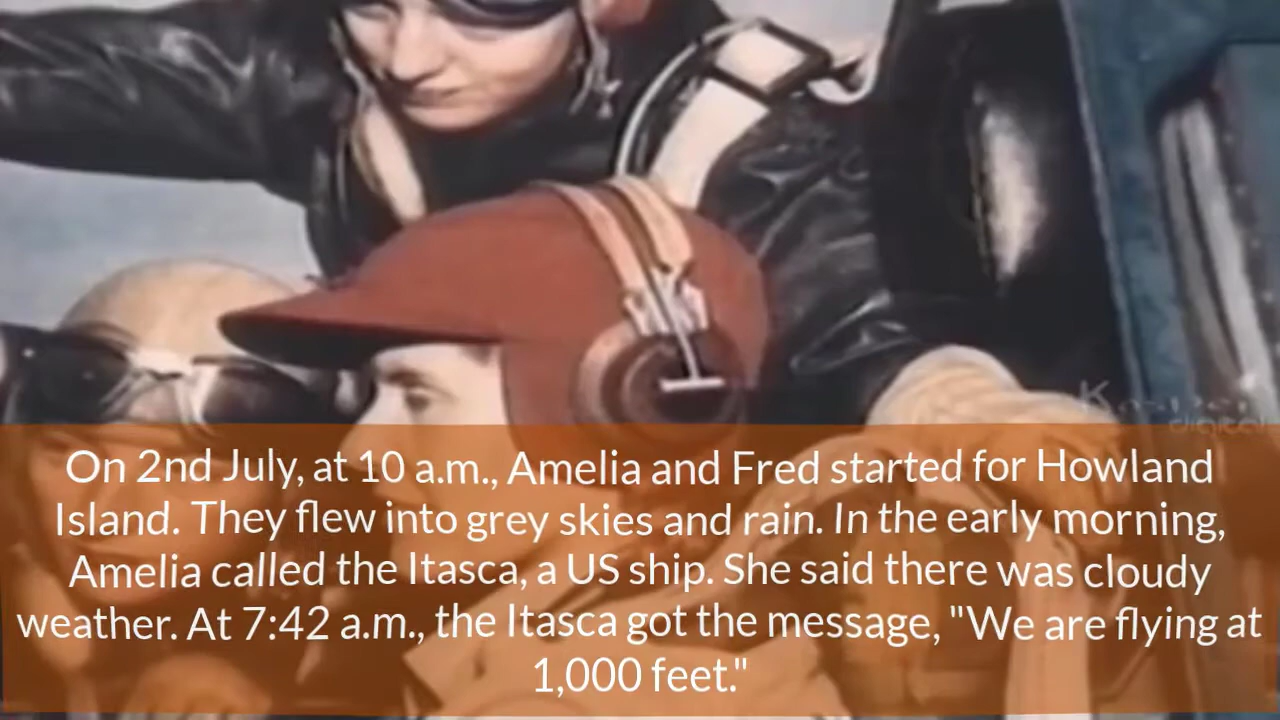 On 2nd July, at 10 a.m., Amelia and Fred started for Howland
Island. They flew into grey skies and rain. In the early morning,
Amelia called the Itasca, a US ship. She said there was cloudy
weather. At 7:42 a.m., the Itasca got the message, "We are flying at
1,000 feet."
digital